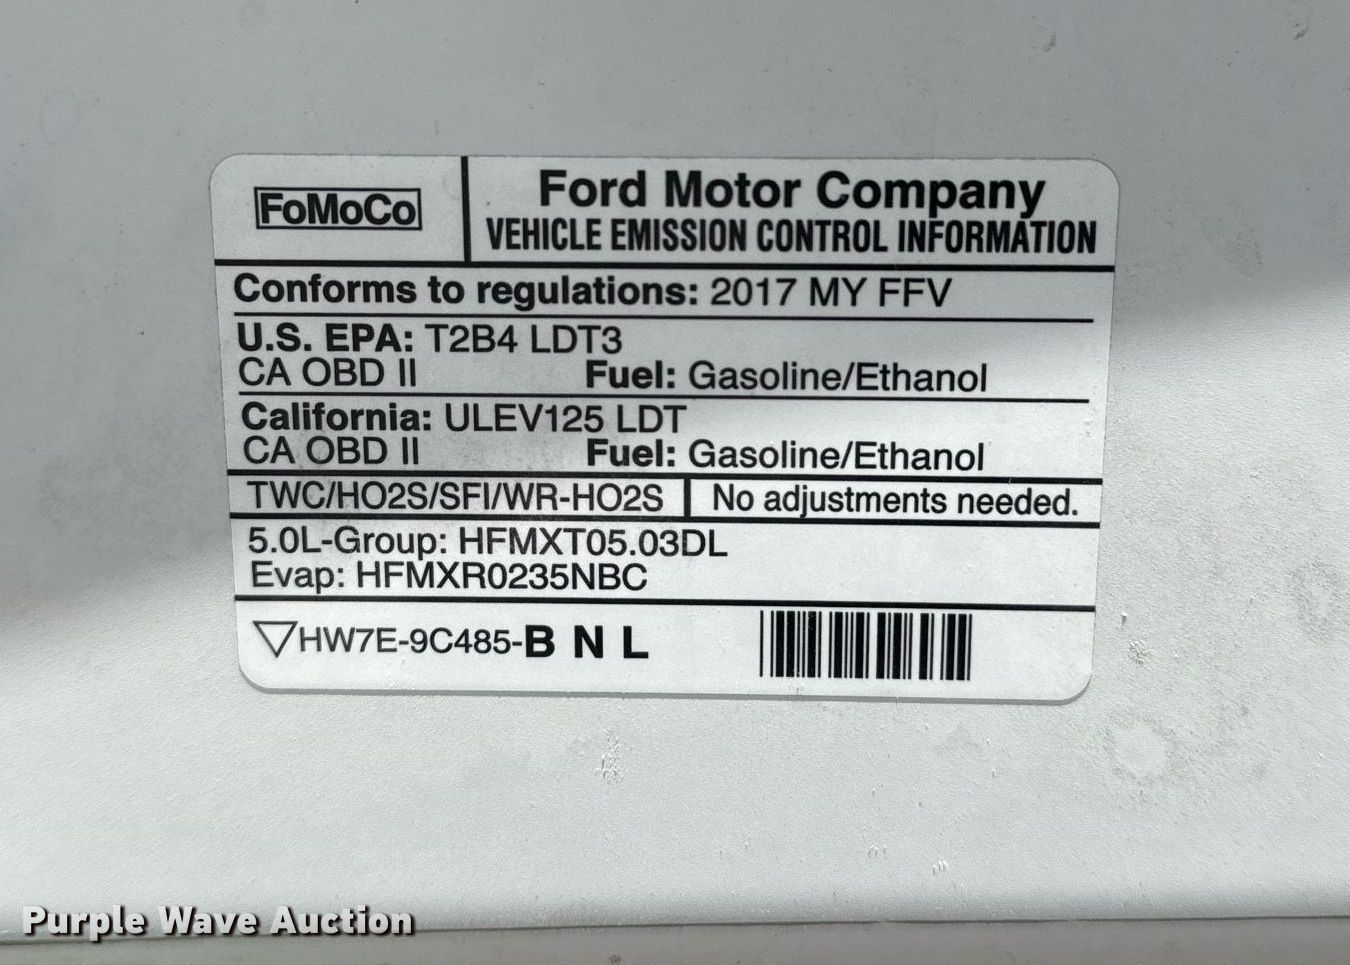 FoMoCo
Ford Motor Company
VEHICLE EMISSION CONTROL INFORMATION
Conforms to regulations: 2017 MY FFV
U.S. EPA: T2B4 LDT3
CA OBD II Fuel: Gasoline/Ethanol
California: ULEV125 LDT
CA OBD II Fuel: Gasoline/Ethanol
TWC/HO2S/SFI/WR-HO2S No adjustments needed.
5.0L-Group: HFMXT05.03DL
Evap: HFMXR0235NBC
HW7E-9C485-B N L
Purple Wave Auction